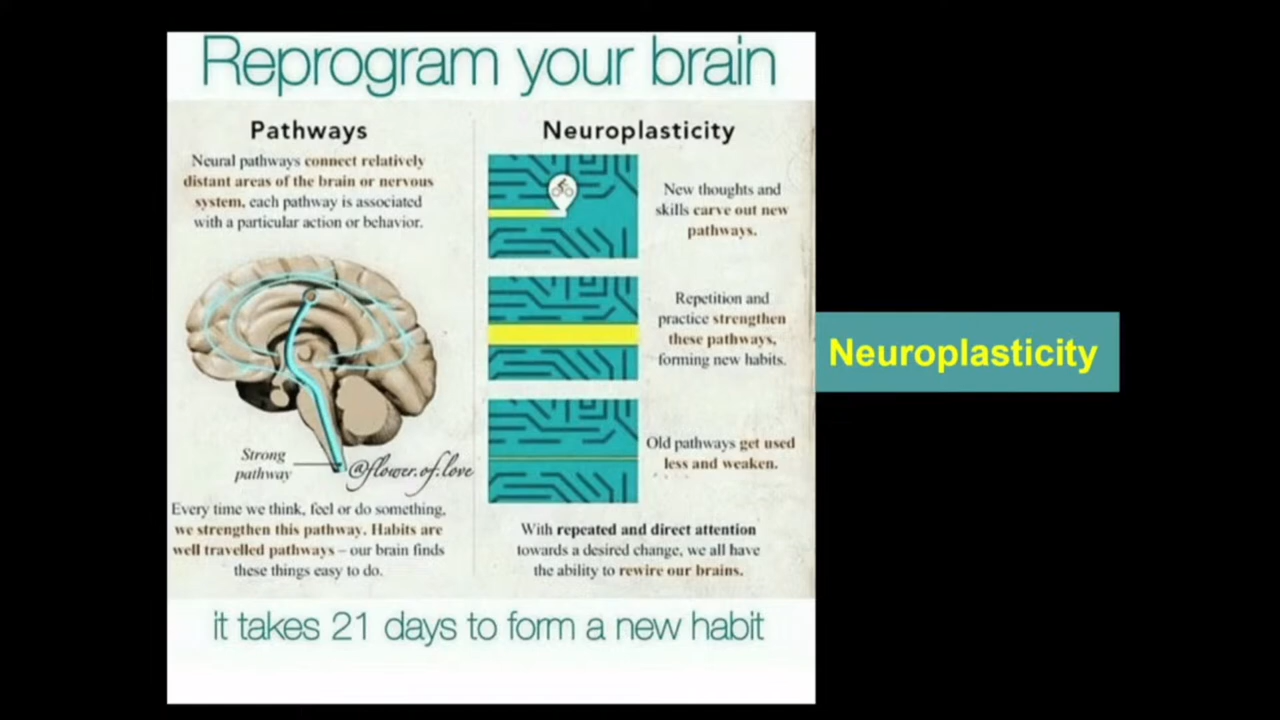 Reprogram your brain
Pathways
Neural pathways connect relatively
distant areas of the brain or nervous
system, each pathway is associated
with a particular action or behavior.
Strong
pathway
@flower.of.love
Every time we think, feel or do something,
we strengthen this pathway. Habits are
well travelled pathways – our brain finds
these things easy to do.
Neuroplasticity
New thoughts and
skills carve out new
pathways.
Repetition and
practice strengthen
these pathways,
forming new habits.
Old pathways get used
less and weaken.
With repeated and direct attention
towards a desired change, we all have
the ability to rewire our brains.
it takes 21 days to form a new habit
Neuroplasticity